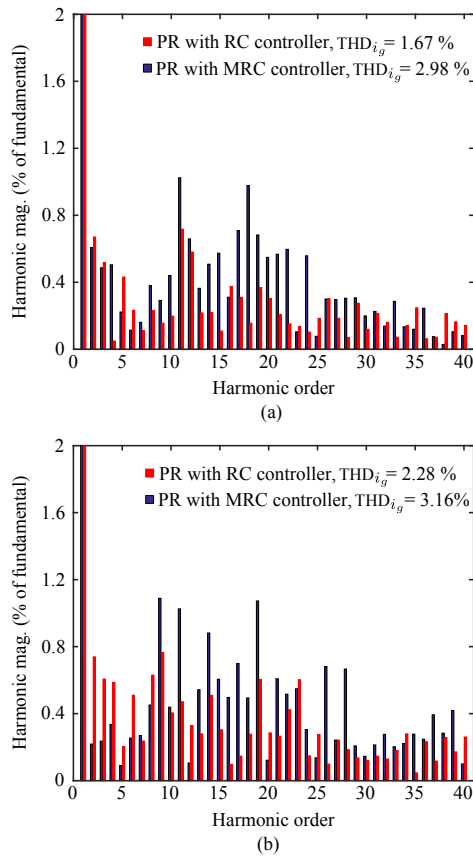 2
1.6
1.2
0.8
0.4
0
0 5 10 15 20 25 30 35 40
Harmonic mag. (% of fundamental)
PR with RC controller, THD_{i_g} = 1.67 %
PR with MRC controller, THD_{i_g} = 2.98 %
Harmonic order
(a)
2
1.6
1.2
0.8
0.4
0
0 5 10 15 20 25 30 35 40
Harmonic mag. (% of fundamental)
PR with RC controller, THD_{i_g} = 2.28 %
PR with MRC controller, THD_{i_g} = 3.16%
Harmonic order
(b)